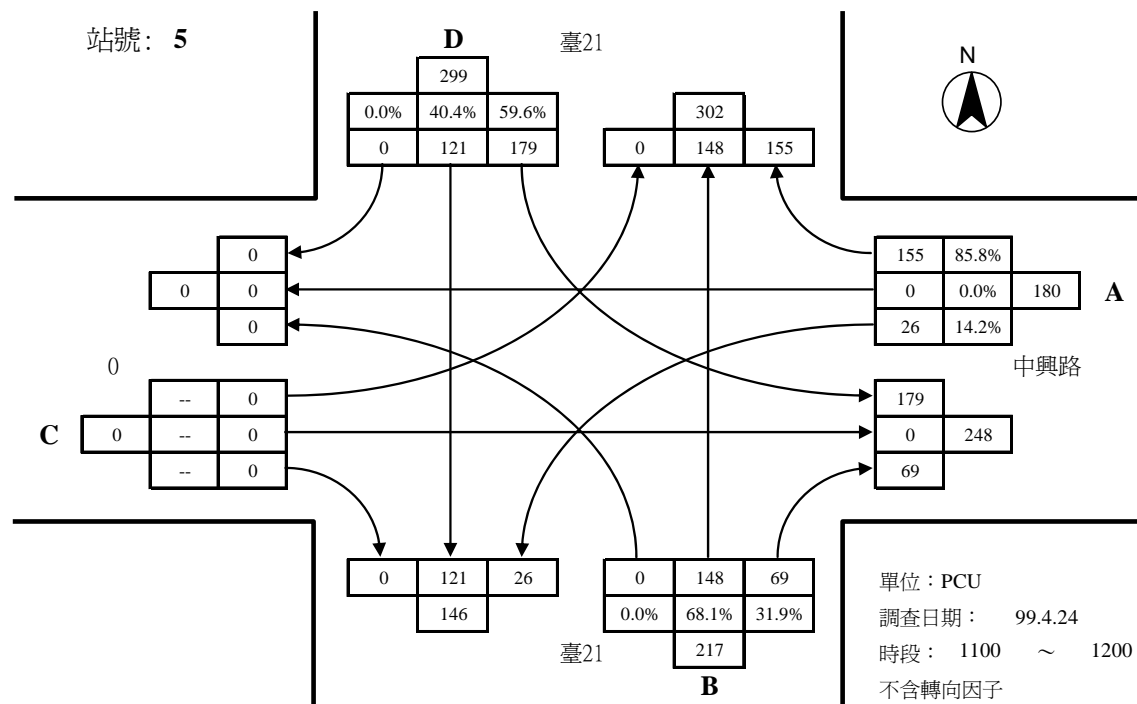 站號： 5
D
臺21
N
299
0.0% 40.4% 59.6%
0 121 179
302
0 148 155
0
0 0
0
155 85.8%
0 0.0% 180
26 14.2%
A
0
中興路
-- 0
C 0 -- 0
-- 0
179
0 248
69
0 121 26
146
0 148 69
0.0% 68.1% 31.9%
217
臺21
B
單位：PCU
調查日期： 99.4.24
時段： 1100 ～ 1200
不含轉向因子